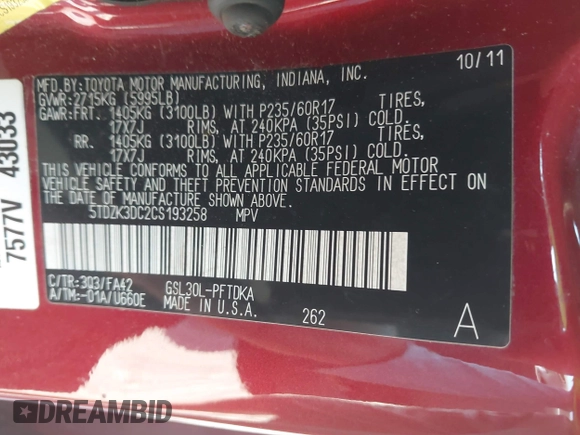 10/11
MFD.BY:TOYOTA MOTOR MANUFACTURING, INDIANA, INC.
GVWR:2715KG (5995LB)
GAWR:FRT. 1405KG (3100LB) WITH P235/60R17 TIRES,
17X7J RIMS, AT 240KPA (35PSI) COLD.
RR. 1405KG (3100LB) WITH P235/60R17 TIRES,
17X7J RIMS, AT 240KPA (35PSI) COLD.
THIS VEHICLE CONFORMS TO ALL APPLICABLE FEDERAL MOTOR
VEHICLE SAFETY AND THEFT PREVENTION STANDARDS IN EFFECT ON
THE DATE OF MANUFACTURE SHOWN ABOVE.
5TDZK3DC2CS193258 MPV
C/TR:3Q3/FA42 GSL30L-PFTDKA
A/TM:-01A/U660E MADE IN U.S.A. 262
A
43033
7577V
DREAMBID